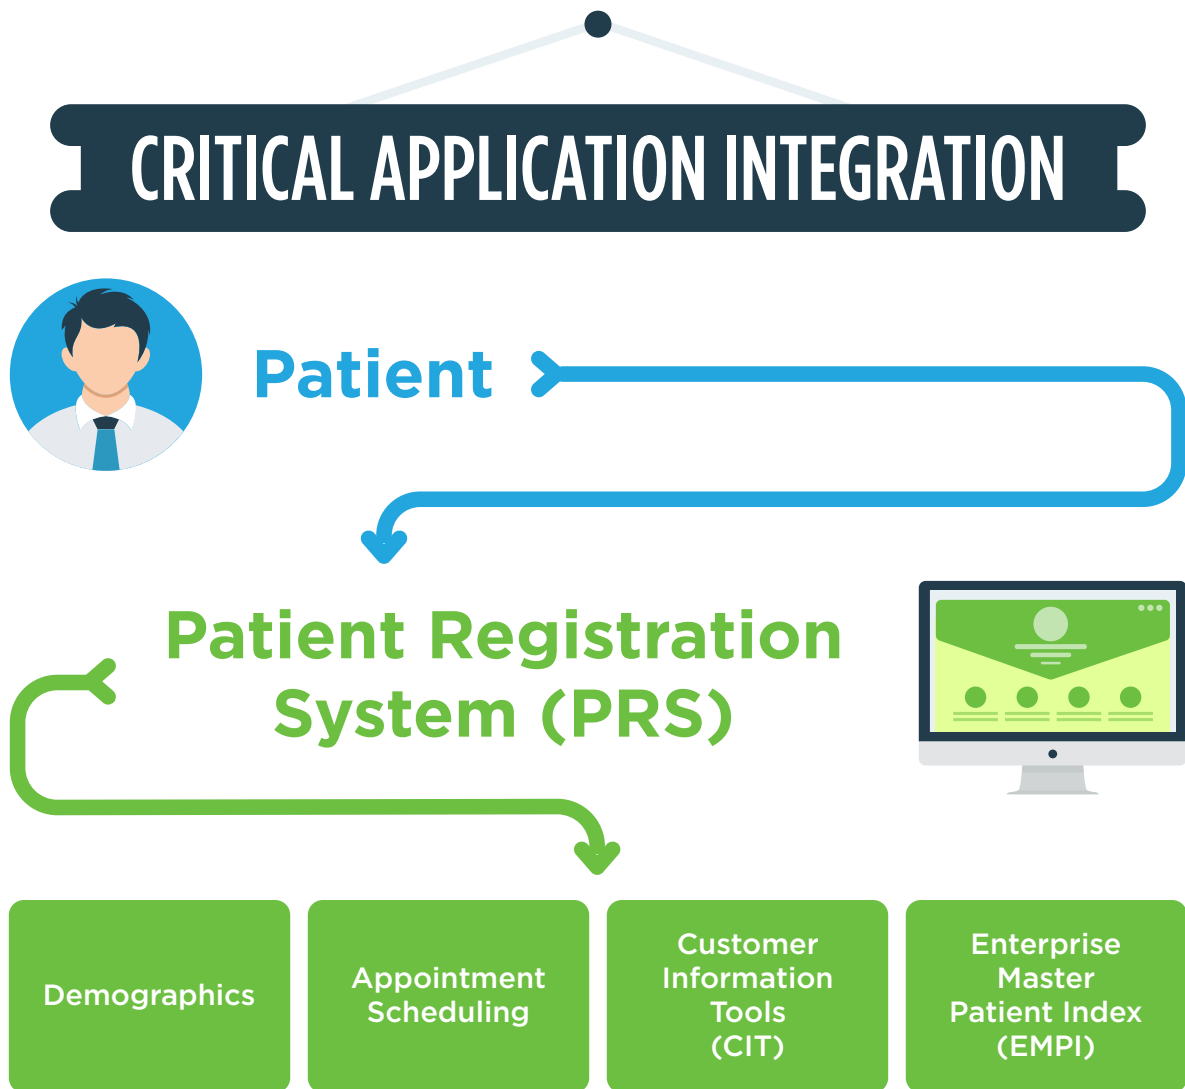 CRITICAL APPLICATION INTEGRATION
Patient
Patient Registration
System (PRS)
Demographics
Appointment
Scheduling
Customer
Information
Tools
(CIT)
Enterprise
Master
Patient Index
(EMPI)